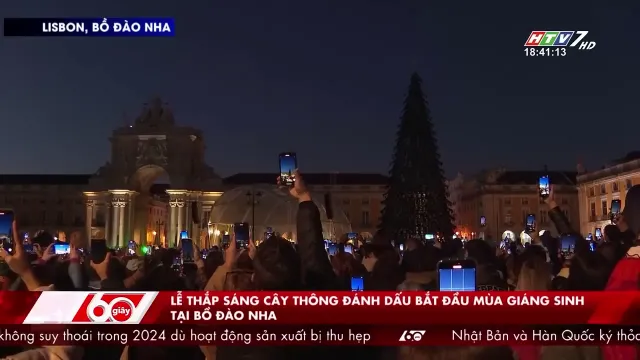 LISBON, BỒ ĐÀO NHA
HTV7 HD
18:41:13
60 giây
LỄ THẮP SÁNG CÂY THÔNG ĐÁNH DẤU BẮT ĐẦU MÙA GIÁNG SINH
TẠI BỒ ĐÀO NHA
không suy thoái trong 2024 dù hoạt động sản xuất bị thu hẹp 60 Nhật Bản và Hàn Quốc ký thỏ